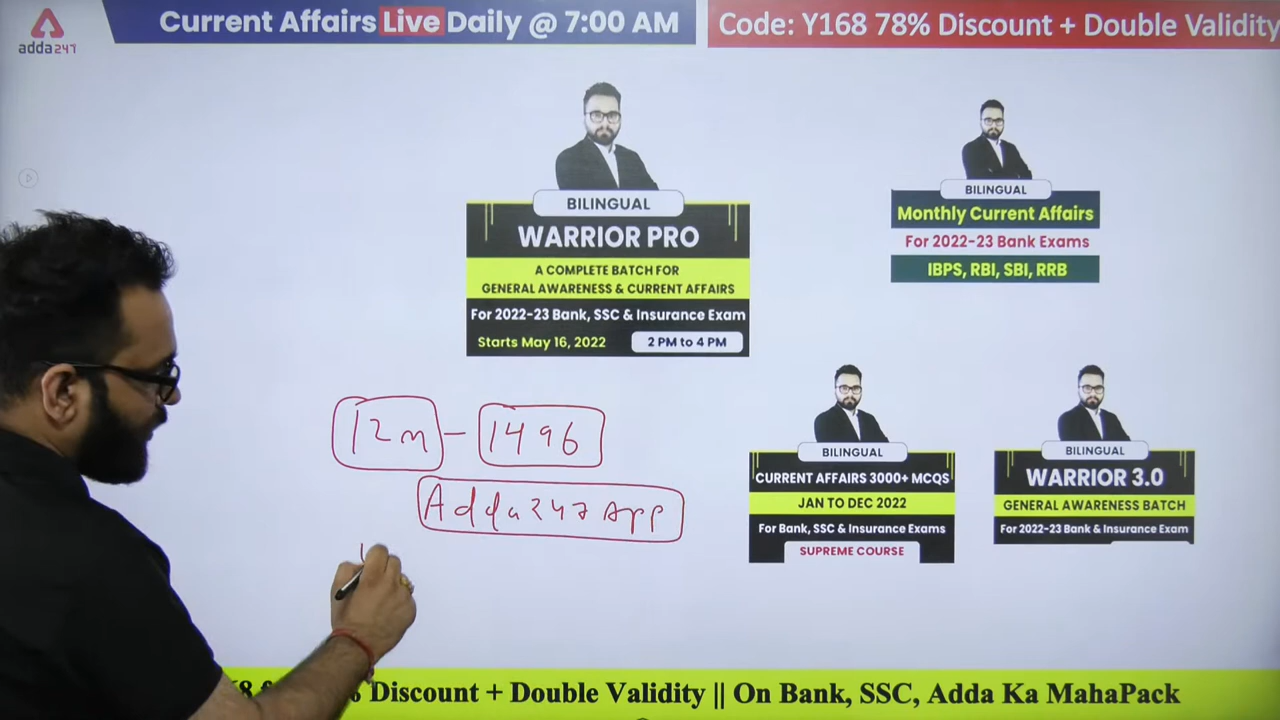 adda247
Current Affairs Live Daily @ 7:00 AM
Code: Y168 78% Discount + Double Validity
BILINGUAL
WARRIOR PRO
A COMPLETE BATCH FOR
GENERAL AWARENESS & CURRENT AFFAIRS
For 2022-23 Bank, SSC & Insurance Exam
Starts May 16, 2022
2 PM to 4 PM
BILINGUAL
Monthly Current Affairs
For 2022-23 Bank Exams
IBPS, RBI, SBI, RRB
12m - 1496
Adda247 App
BILINGUAL
CURRENT AFFAIRS 3000+ MCQS
JAN TO DEC 2022
For Bank, SSC & Insurance Exams
SUPREME COURSE
BILINGUAL
WARRIOR 3.0
GENERAL AWARENESS BATCH
For 2022-23 Bank & Insurance Exam
Discount + Double Validity || On Bank, SSC, Adda Ka MahaPack